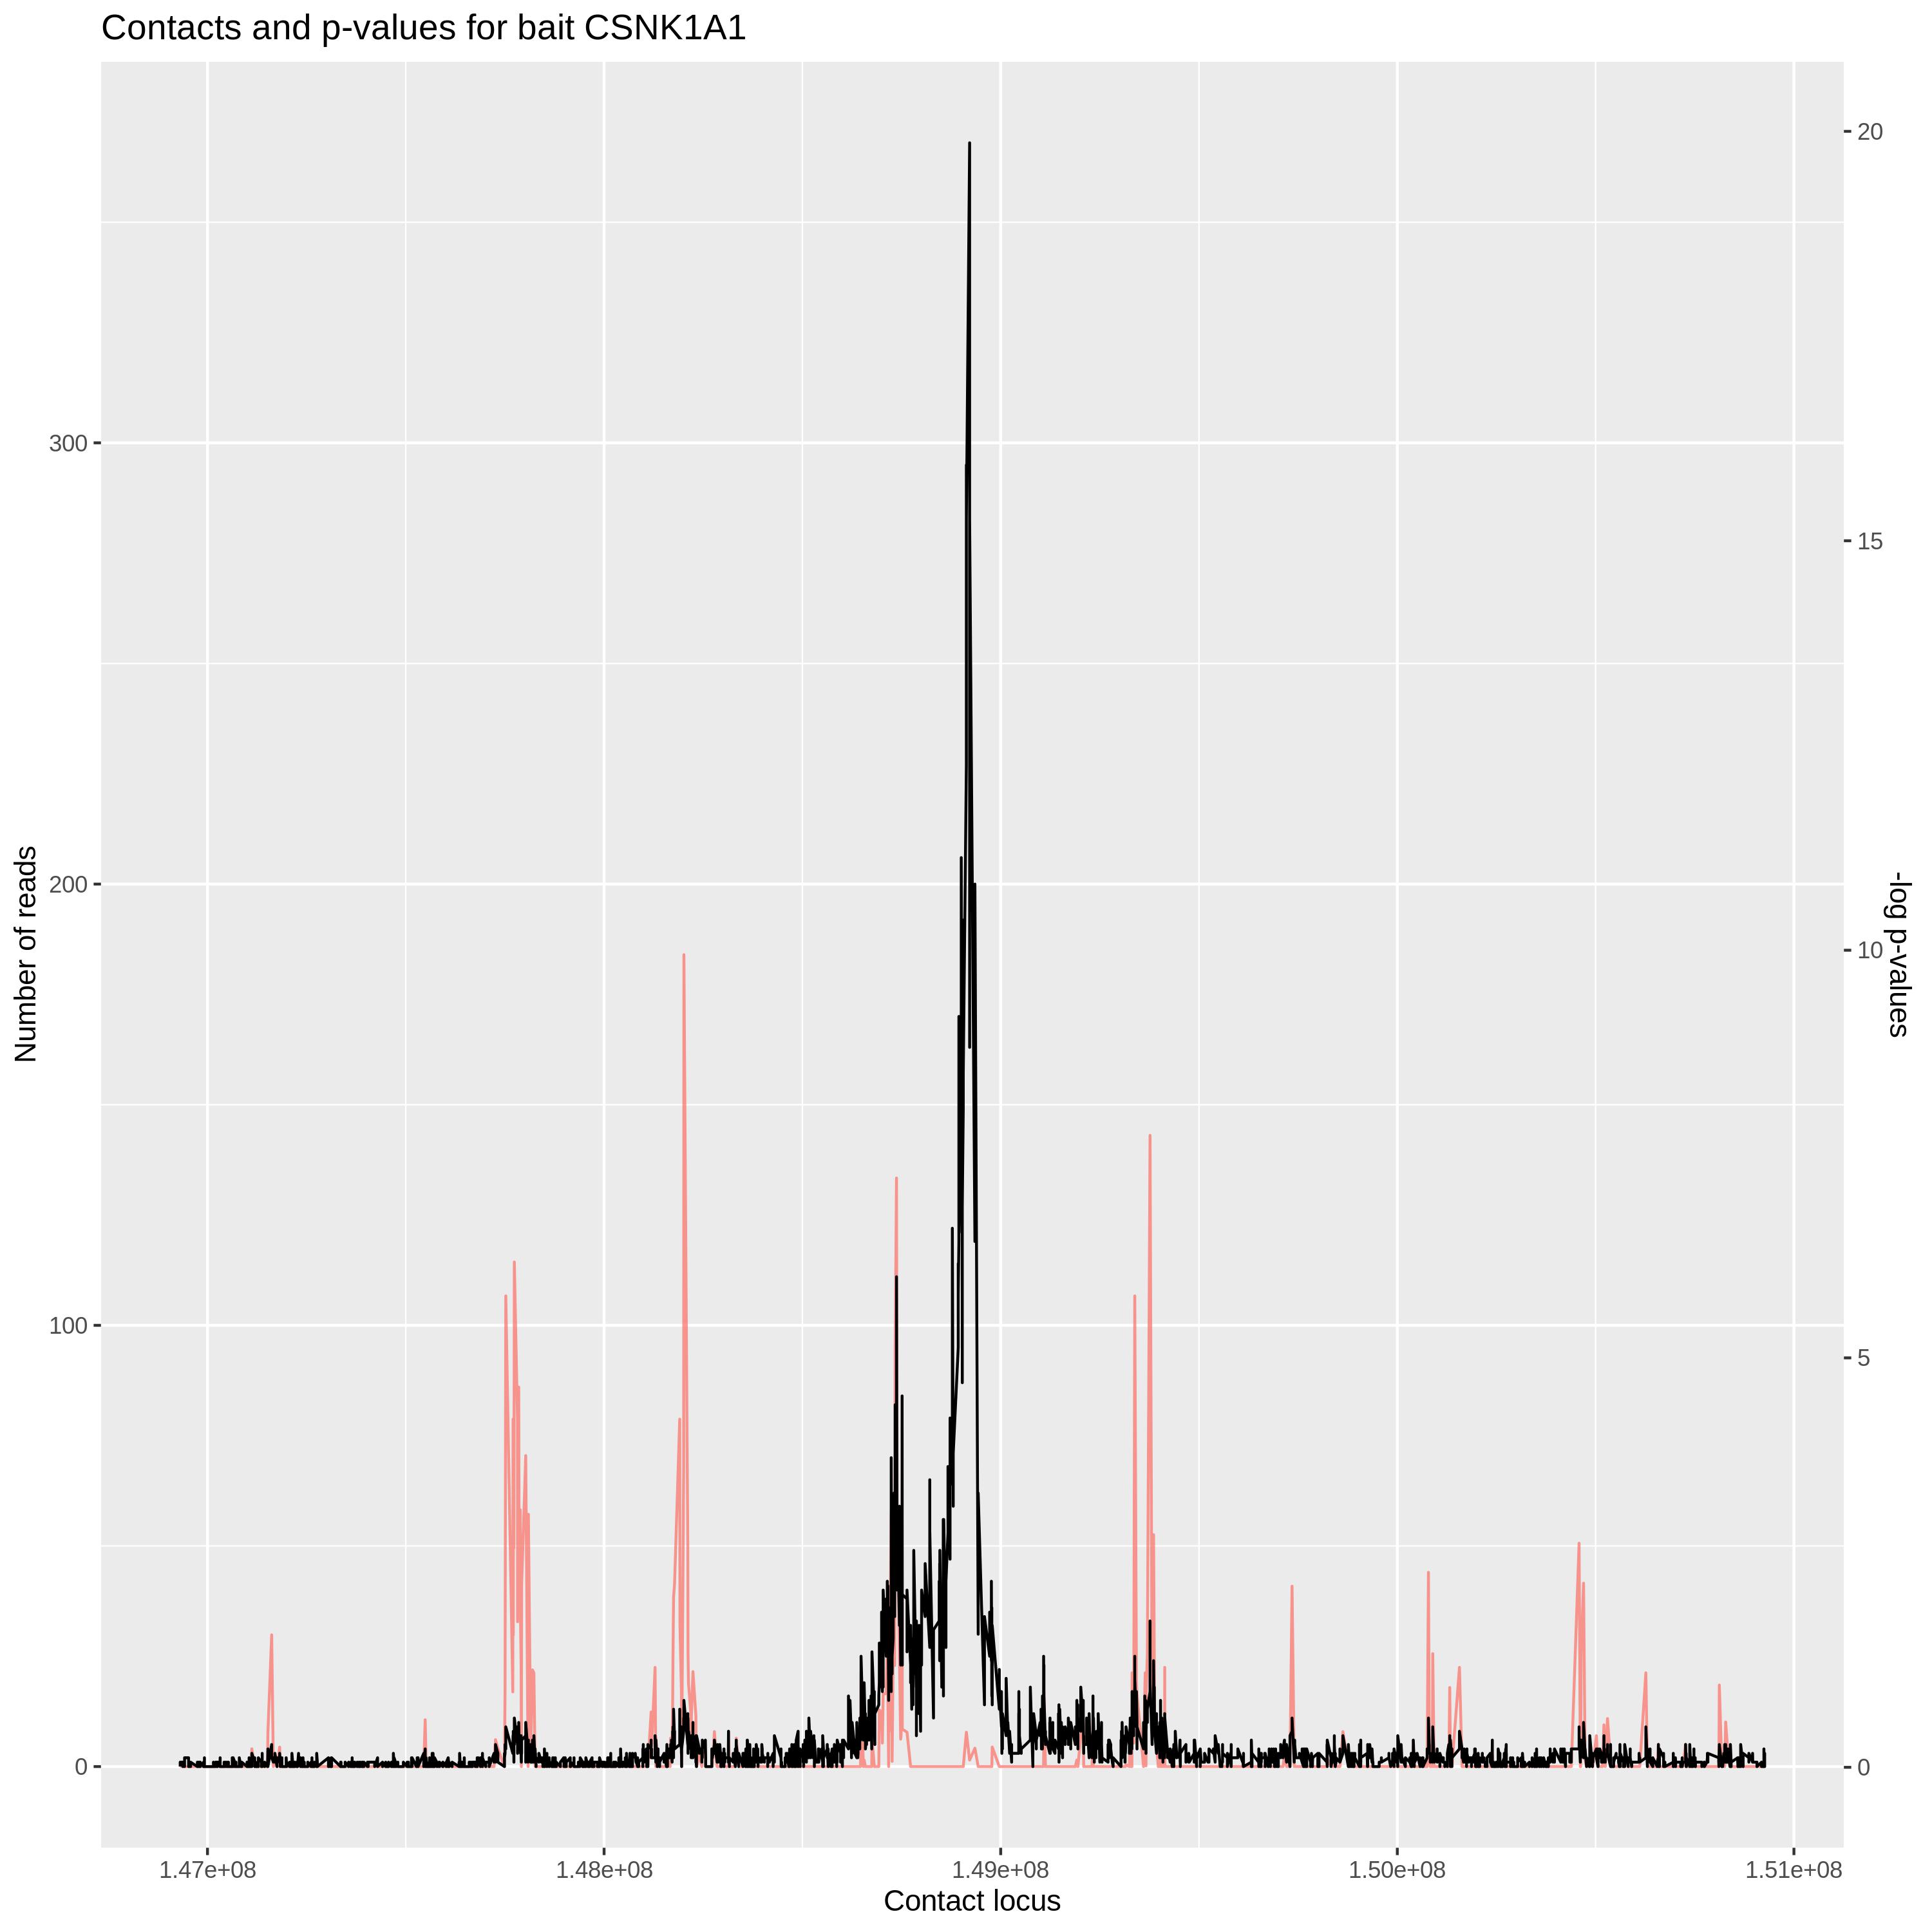 Contacts and p-values for bait CSNK1A1
Number of reads
300
200
100
0
20
15
10
5
0
-log p-values
1.47e+08 1.48e+08 1.49e+08 1.50e+08 1.51e+08
Contact locus